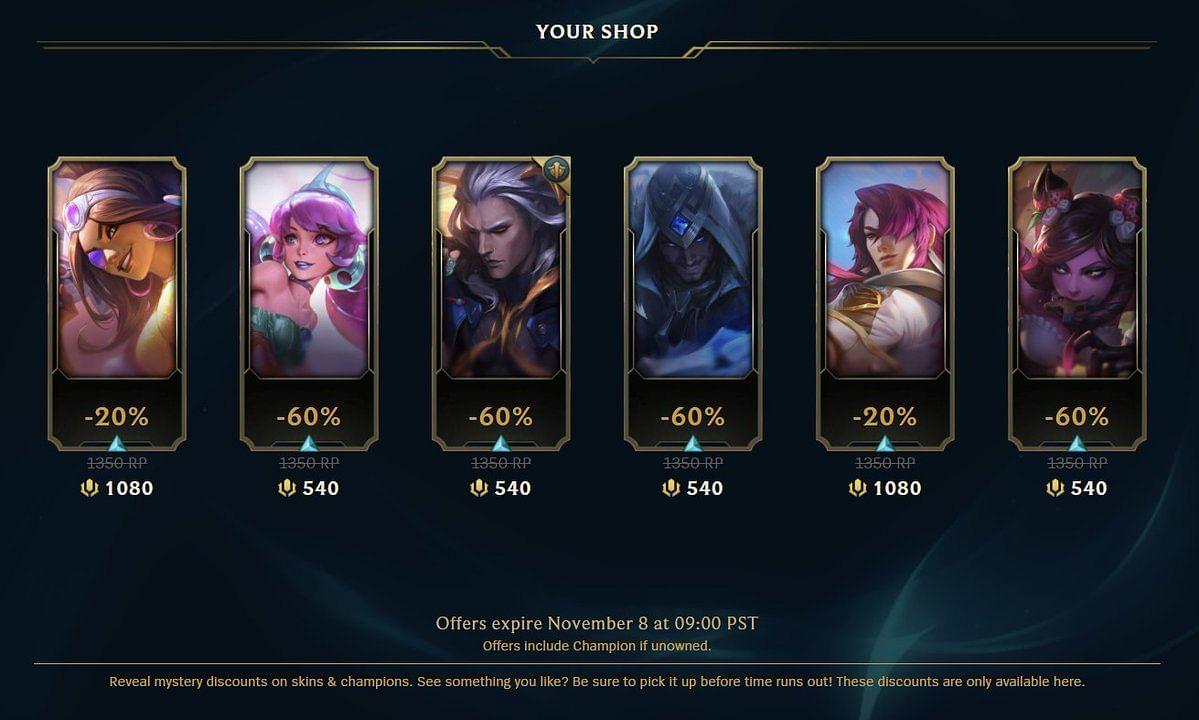 YOUR SHOP
-20%
-60%
-60%
-60%
-20%
-60%
1350 RP
1350 RP
1350 RP
1350 RP
1350 RP
1350 RP
1080
540
540
540
1080
540
Offers expire November 8 at 09:00 PST
Offers include Champion if unowned.
Reveal mystery discounts on skins & champions. See something you like? Be sure to pick it up before time runs out! These discounts are only available here.